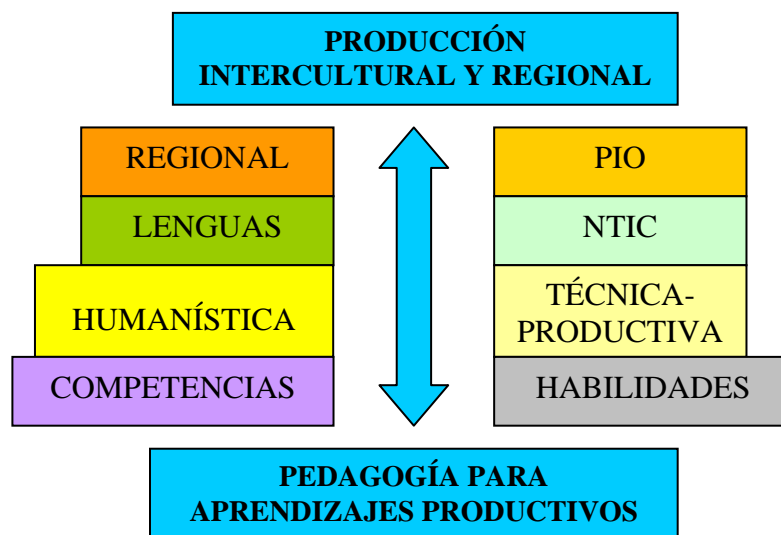 PRODUCCIÓN
INTERCULTURAL Y REGIONAL
REGIONAL
LENGUAS
HUMANÍSTICA
COMPETENCIAS
PIO
NTIC
TÉCNICA-
PRODUCTIVA
HABILIDADES
PEDAGOGÍA PARA
APRENDIZAJES PRODUCTIVOS